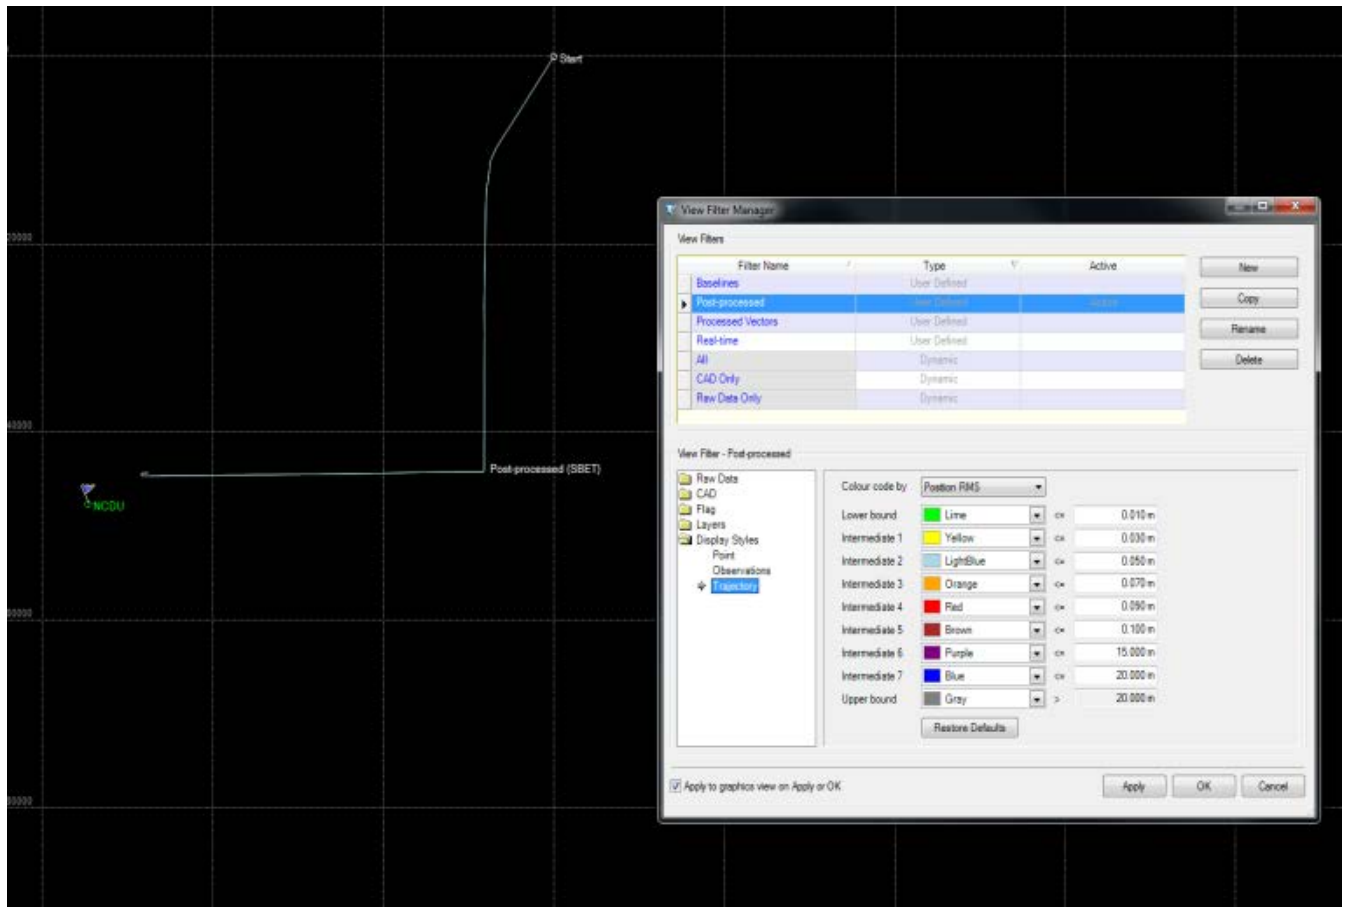 Start
20000
40000
Post-processed (SBET)
NCDU
View Filter Manager
View Filters
Filter Name Type Active
Baselines User Defined
Post-processed User Defined Active
Processed Vectors User Defined
Real-time User Defined
All Dynamic
CAD Only Dynamic
Raw Data Only Dynamic
New
Copy
Rename
Delete
View Filter - Post-processed
Raw Data
CAD
Flag
Layers
Display Styles
Point
Observations
Trajectory
Colour code by Position RMS
Lower bound Lime <= 0.010 m
Intermediate 1 Yellow <= 0.030 m
Intermediate 2 LightBlue <= 0.050 m
Intermediate 3 Orange <= 0.070 m
Intermediate 4 Red <= 0.090 m
Intermediate 5 Brown <= 0.100 m
Intermediate 6 Purple <= 15.000 m
Intermediate 7 Blue <= 20.000 m
Upper bound Gray > 20.000 m
Restore Defaults
Apply to graphics view on Apply or OK
Apply OK Cancel